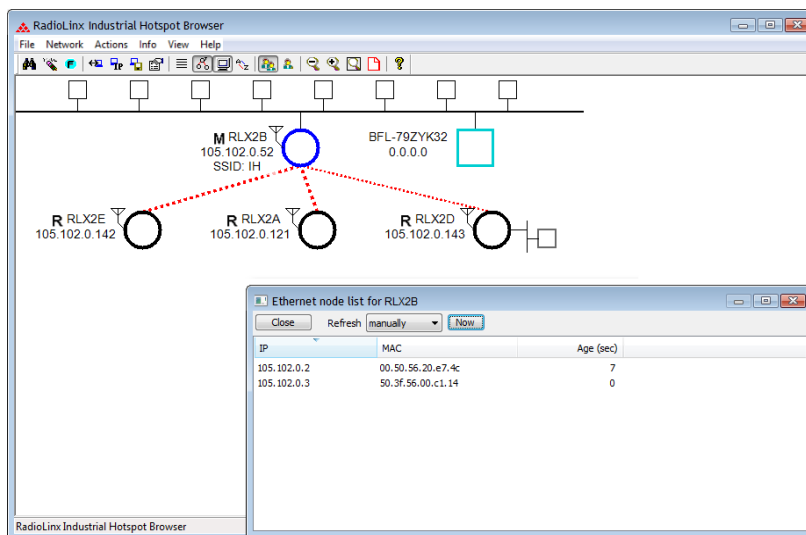 RadioLinx Industrial Hotspot Browser
File Network Actions Info View Help
M RLX2B
105.102.0.52
SSID: IH
BFL-79ZYK32
0.0.0.0
R RLX2E
105.102.0.142
R RLX2A
105.102.0.121
R RLX2D
105.102.0.143
Ethernet node list for RLX2B
Close Refresh manually Now
IP MAC Age (sec)
105.102.0.2 00.50.56.20.e7.4c 7
105.102.0.3 50.3f.56.00.c1.14 0
RadioLinx Industrial Hotspot Browser